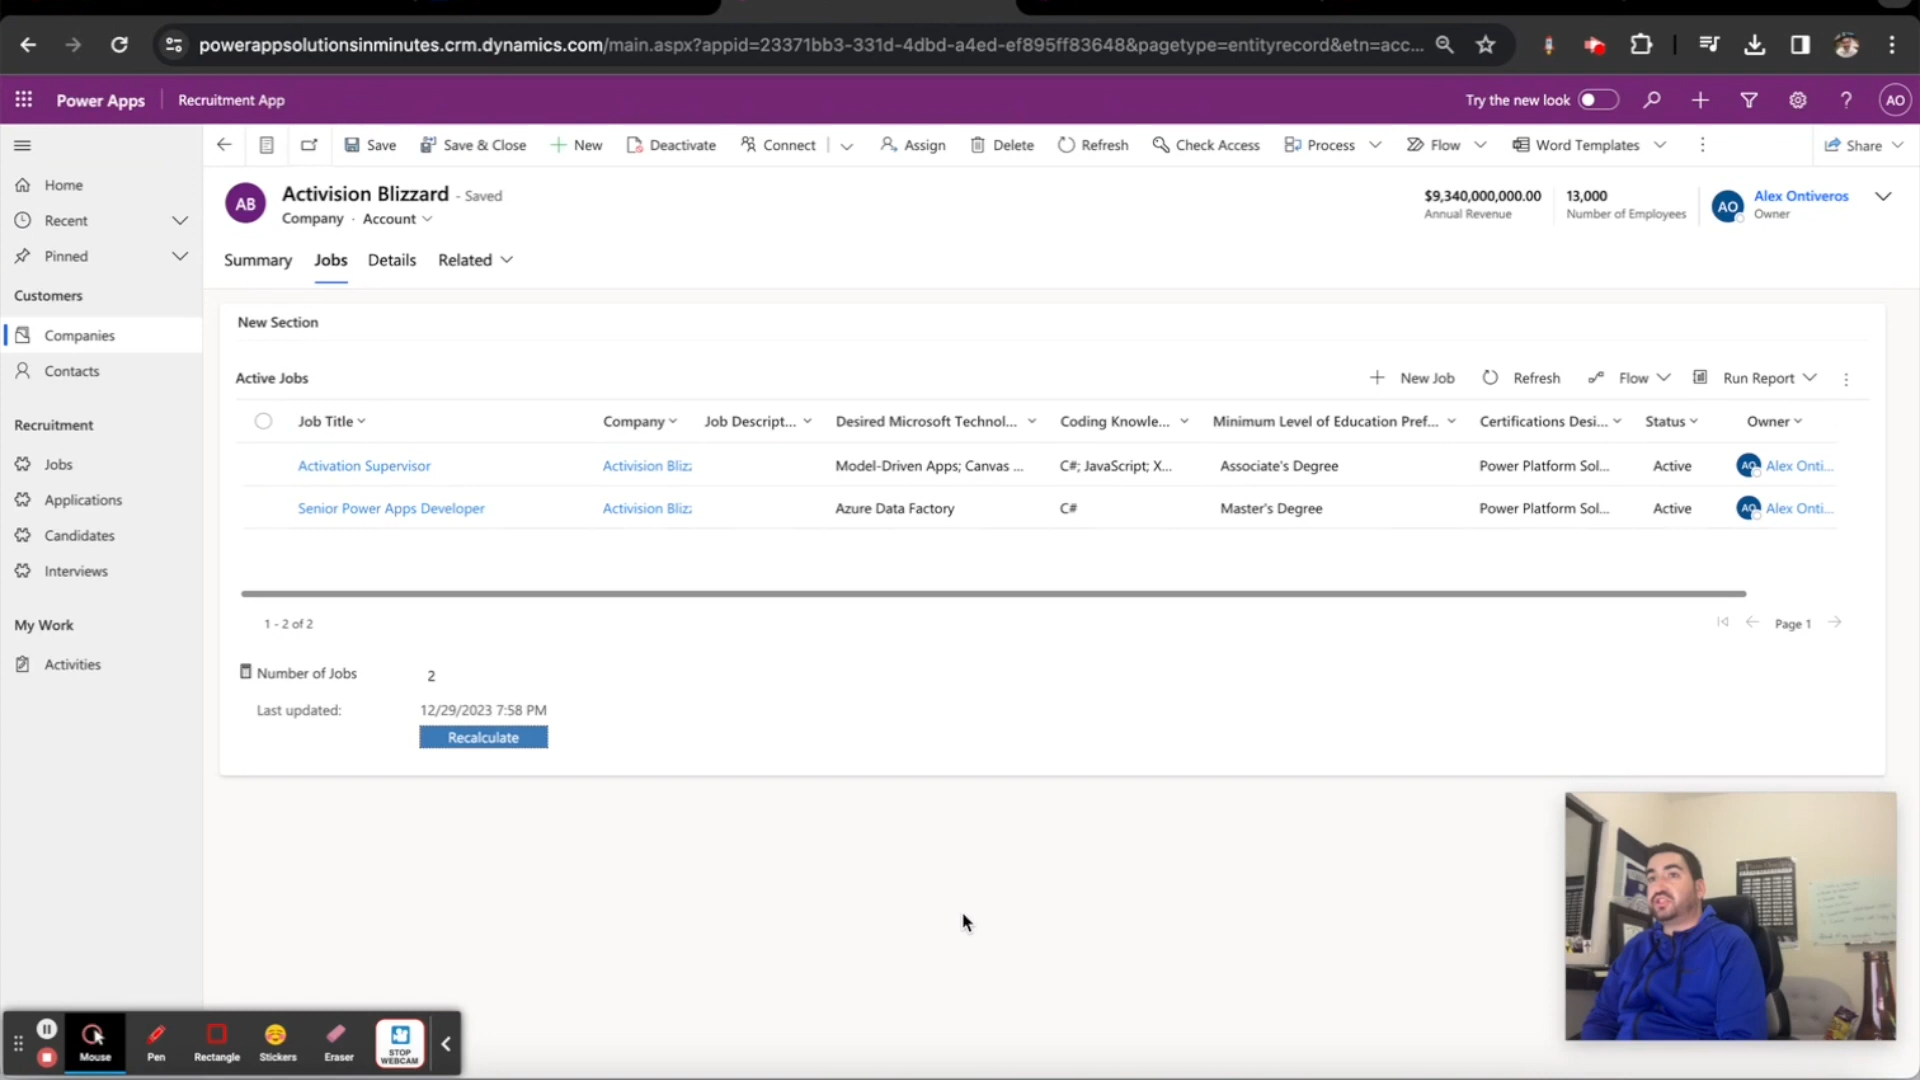 powerappsolutionsinminutes.crm.dynamics.com/main.aspx?appid=23371bb3-331d-4dbd-a4ed-ef895ff83648&pagetype=entityrecord&etn=acc...
Power Apps Recruitment App Try the new look AO
Save Save & Close New Deactivate Connect Assign Delete Refresh Check Access Process Flow Word Templates Share
Home
Recent
Pinned
Customers
Companies
Contacts
Recruitment
Jobs
Applications
Candidates
Interviews
My Work
Activities
AB
Activision Blizzard - Saved
Company · Account
$9,340,000,000.00
Annual Revenue
13,000
Number of Employees
AO
Alex Ontiveros
Owner
Summary Jobs Details Related
New Section
Active Jobs
New Job Refresh Flow Run Report
Job Title Company Job Descript... Desired Microsoft Technol... Coding Knowle... Minimum Level of Education Pref... Certifications Desi... Status Owner
Activation Supervisor Activision Bliz: Model-Driven Apps; Canvas ... C#; JavaScript; X... Associate's Degree Power Platform Sol... Active AO Alex Onti...
Senior Power Apps Developer Activision Bliz: Azure Data Factory C# Master's Degree Power Platform Sol... Active AO Alex Onti...
1 - 2 of 2
Page 1
Number of Jobs 2
Last updated: 12/29/2023 7:58 PM
Recalculate
Mouse Pen Rectangle Stickers Eraser STOP WEBCAM